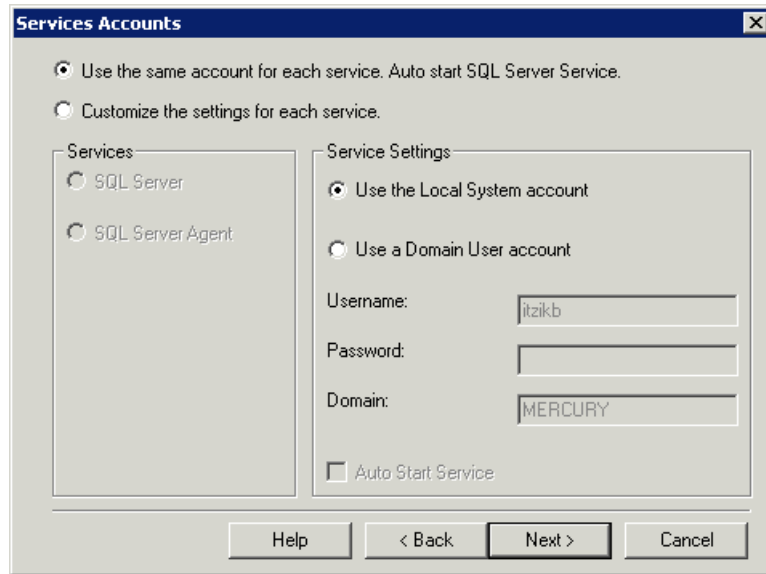 Services Accounts
Use the same account for each service. Auto start SQL Server Service.
Customize the settings for each service.
Services
SQL Server
SQL Server Agent
Service Settings
Use the Local System account
Use a Domain User account
Username:
itzikb
Password:
Domain:
MERCURY
Auto Start Service
Help
< Back
Next >
Cancel